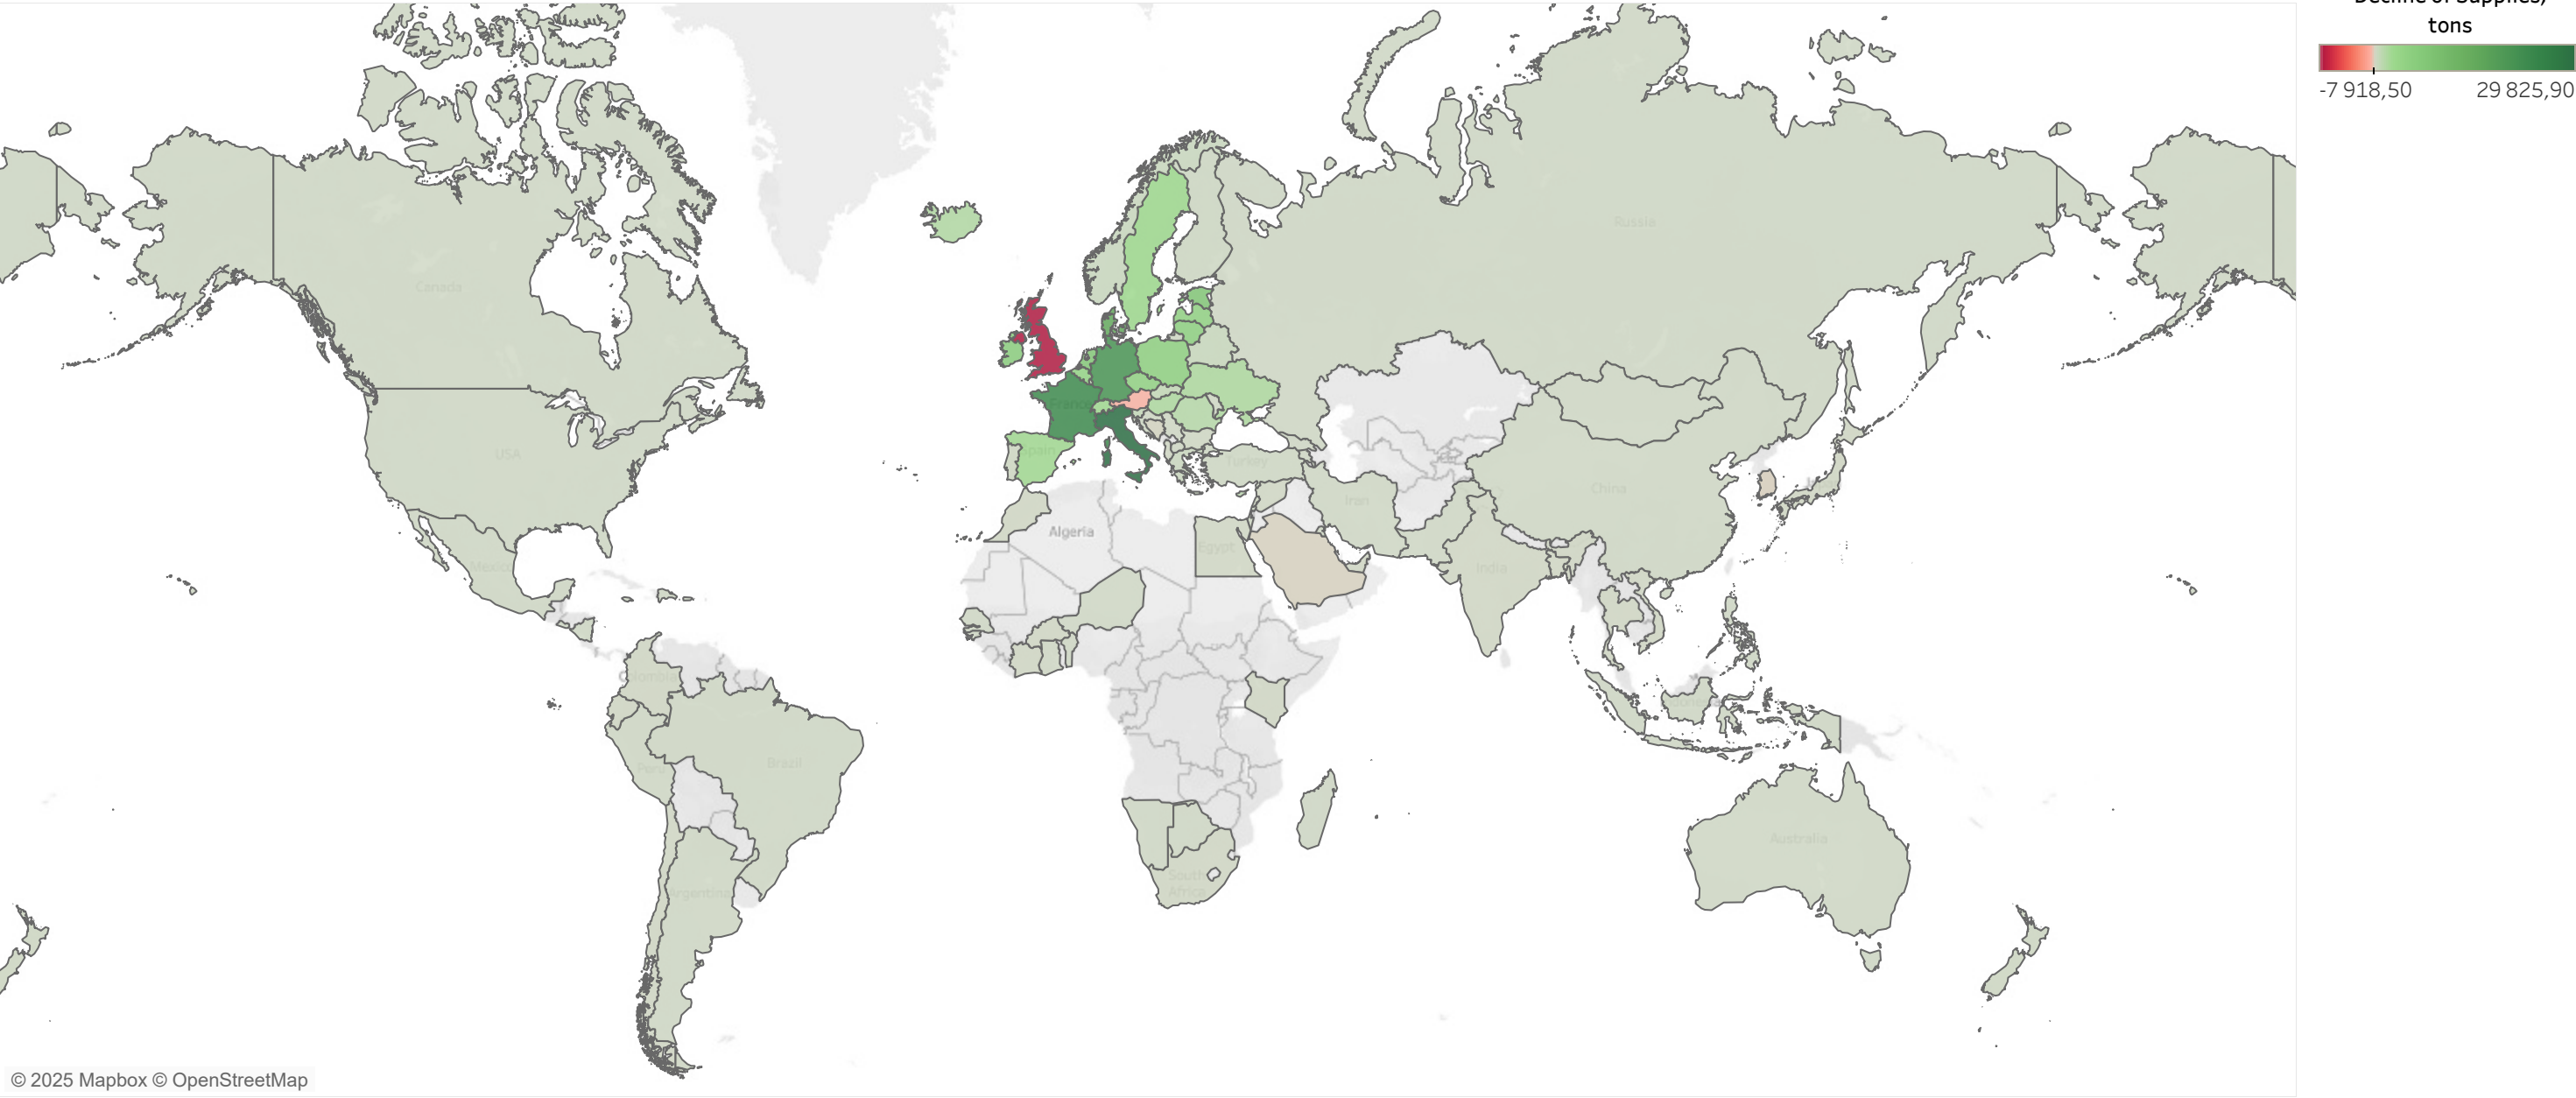 Decline of Supplies,
tons
-7 918,50 29 825,90
Russia
Canada
France
USA
Spain
Turkey
China
Iran
Algeria
Egypt
Mexico
India
Colombia
Brazil
Peru
Australia
South
Africa
Argentina
© 2025 Mapbox © OpenStreetMap